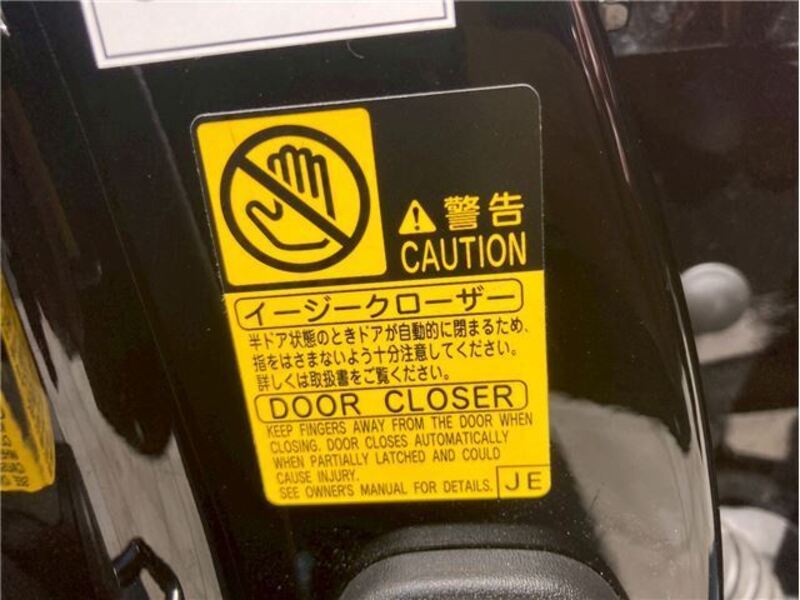 警告
CAUTION
イージークローザー
半ドア状態のときドアが自動的に閉まるため、
指をはさまないよう十分注意してください。
詳しくは取扱書をご覧ください。
DOOR CLOSER
KEEP FINGERS AWAY FROM THE DOOR WHEN
CLOSING. DOOR CLOSES AUTOMATICALLY
WHEN PARTIALLY LATCHED AND COULD
CAUSE INJURY.
SEE OWNER'S MANUAL FOR DETAILS.
JE